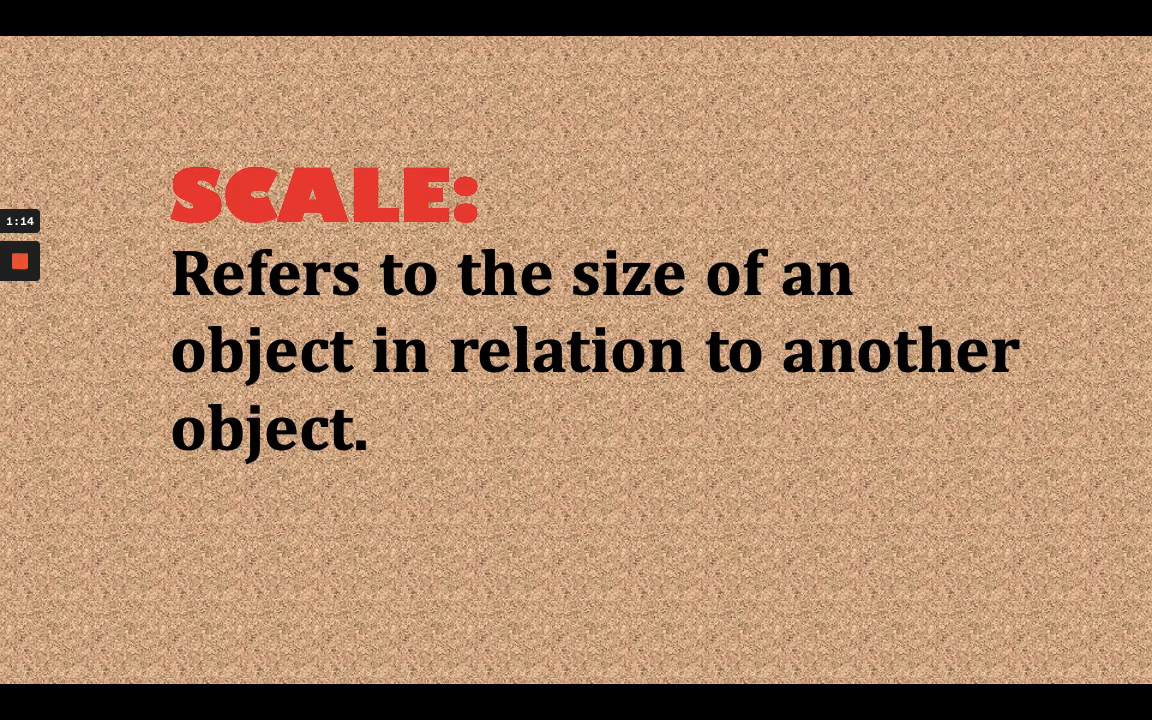 SCALE:
1:14
Refers to the size of an
object in relation to another
object.